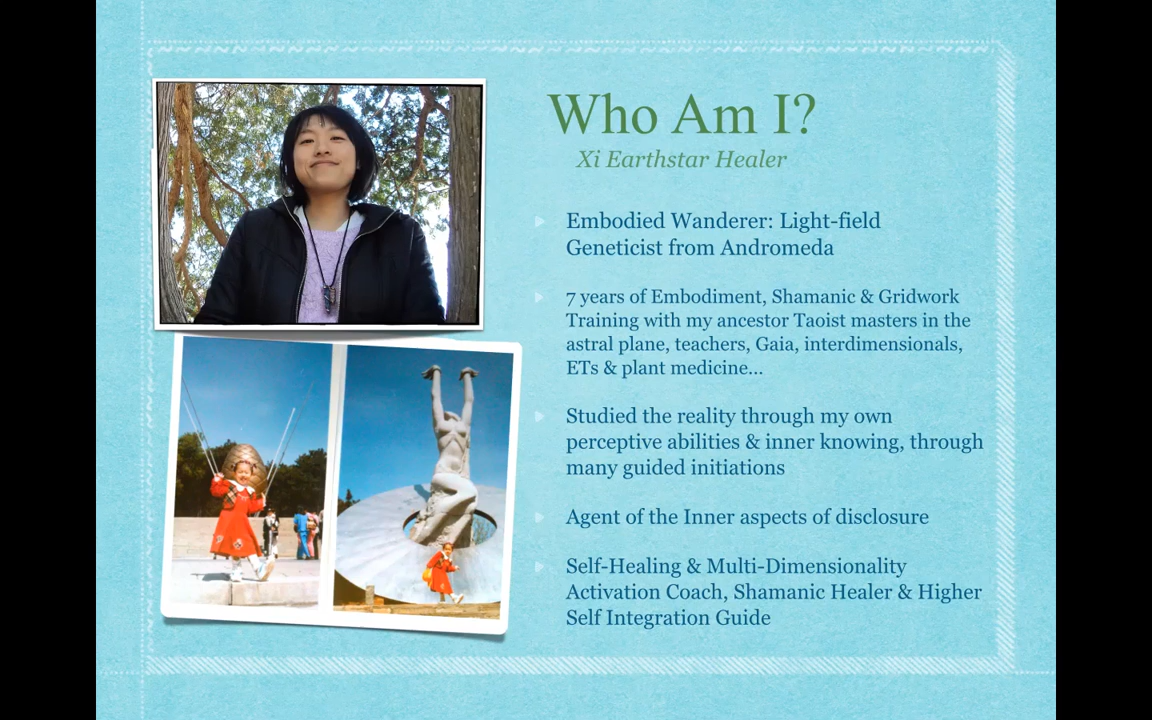 Who Am I?
Xi Earthstar Healer
Embodied Wanderer: Light-field
Geneticist from Andromeda
7 years of Embodiment, Shamanic & Gridwork
Training with my ancestor Taoist masters in the
astral plane, teachers, Gaia, interdimensionals,
ETs & plant medicine...
Studied the reality through my own
perceptive abilities & inner knowing, through
many guided initiations
Agent of the Inner aspects of disclosure
Self-Healing & Multi-Dimensionality
Activation Coach, Shamanic Healer & Higher
Self Integration Guide